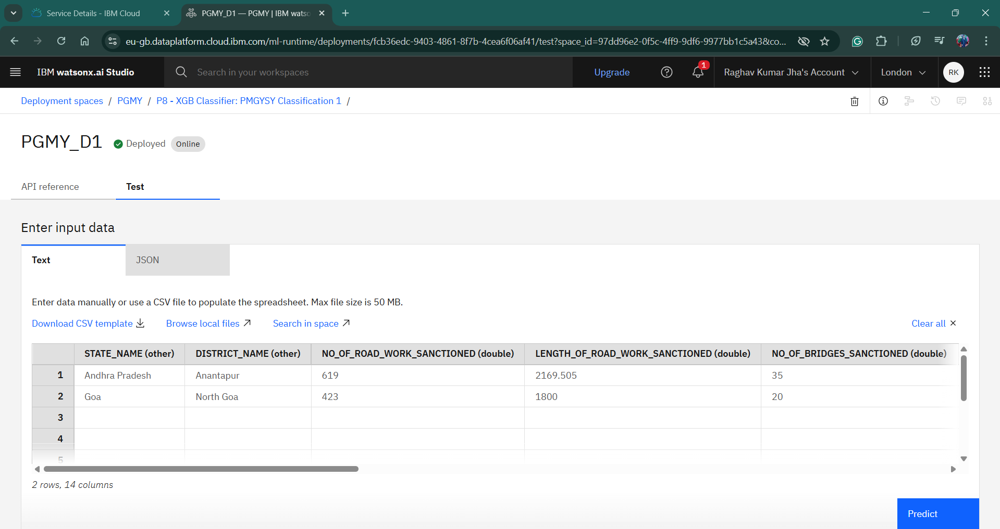 Service Details - IBM Cloud
PGMY_D1 — PGMY | IBM watso
eu-gb.dataplatform.cloud.ibm.com/ml-runtime/deployments/fcb36edc-9403-4861-8f7b-4cea6f06af41/test?space_id=97dd96e2-0f5c-4ff9-9df6-9977bb1c5a43&co...
IBM watsonx.ai Studio
Search in your workspaces
Upgrade
1
Raghav Kumar Jha's Account
London
RK
Deployment spaces / PGMY / P8 - XGB Classifier: PMGYSY Classification 1 /
PGMY_D1 Deployed Online
API reference Test
Enter input data
Text JSON
Enter data manually or use a CSV file to populate the spreadsheet. Max file size is 50 MB.
Download CSV template Browse local files Search in space Clear all
STATE_NAME (other) DISTRICT_NAME (other) NO_OF_ROAD_WORK_SANCTIONED (double) LENGTH_OF_ROAD_WORK_SANCTIONED (double) NO_OF_BRIDGES_SANCTIONED (double)
1 Andhra Pradesh Anantapur 619 2169.505 35
2 Goa North Goa 423 1800 20
3
4
5
2 rows, 14 columns
Predict